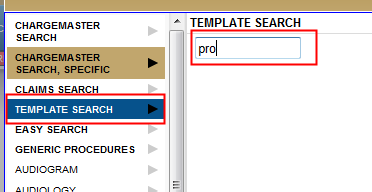 CHARGEMASTER
SEARCH
CHARGEMASTER
SEARCH, SPECIFIC
CLAIMS SEARCH
TEMPLATE SEARCH
EASY SEARCH
GENERIC PROCEDURES
AUDIOGRAM
AUDIOLOGY
TEMPLATE SEARCH
pro